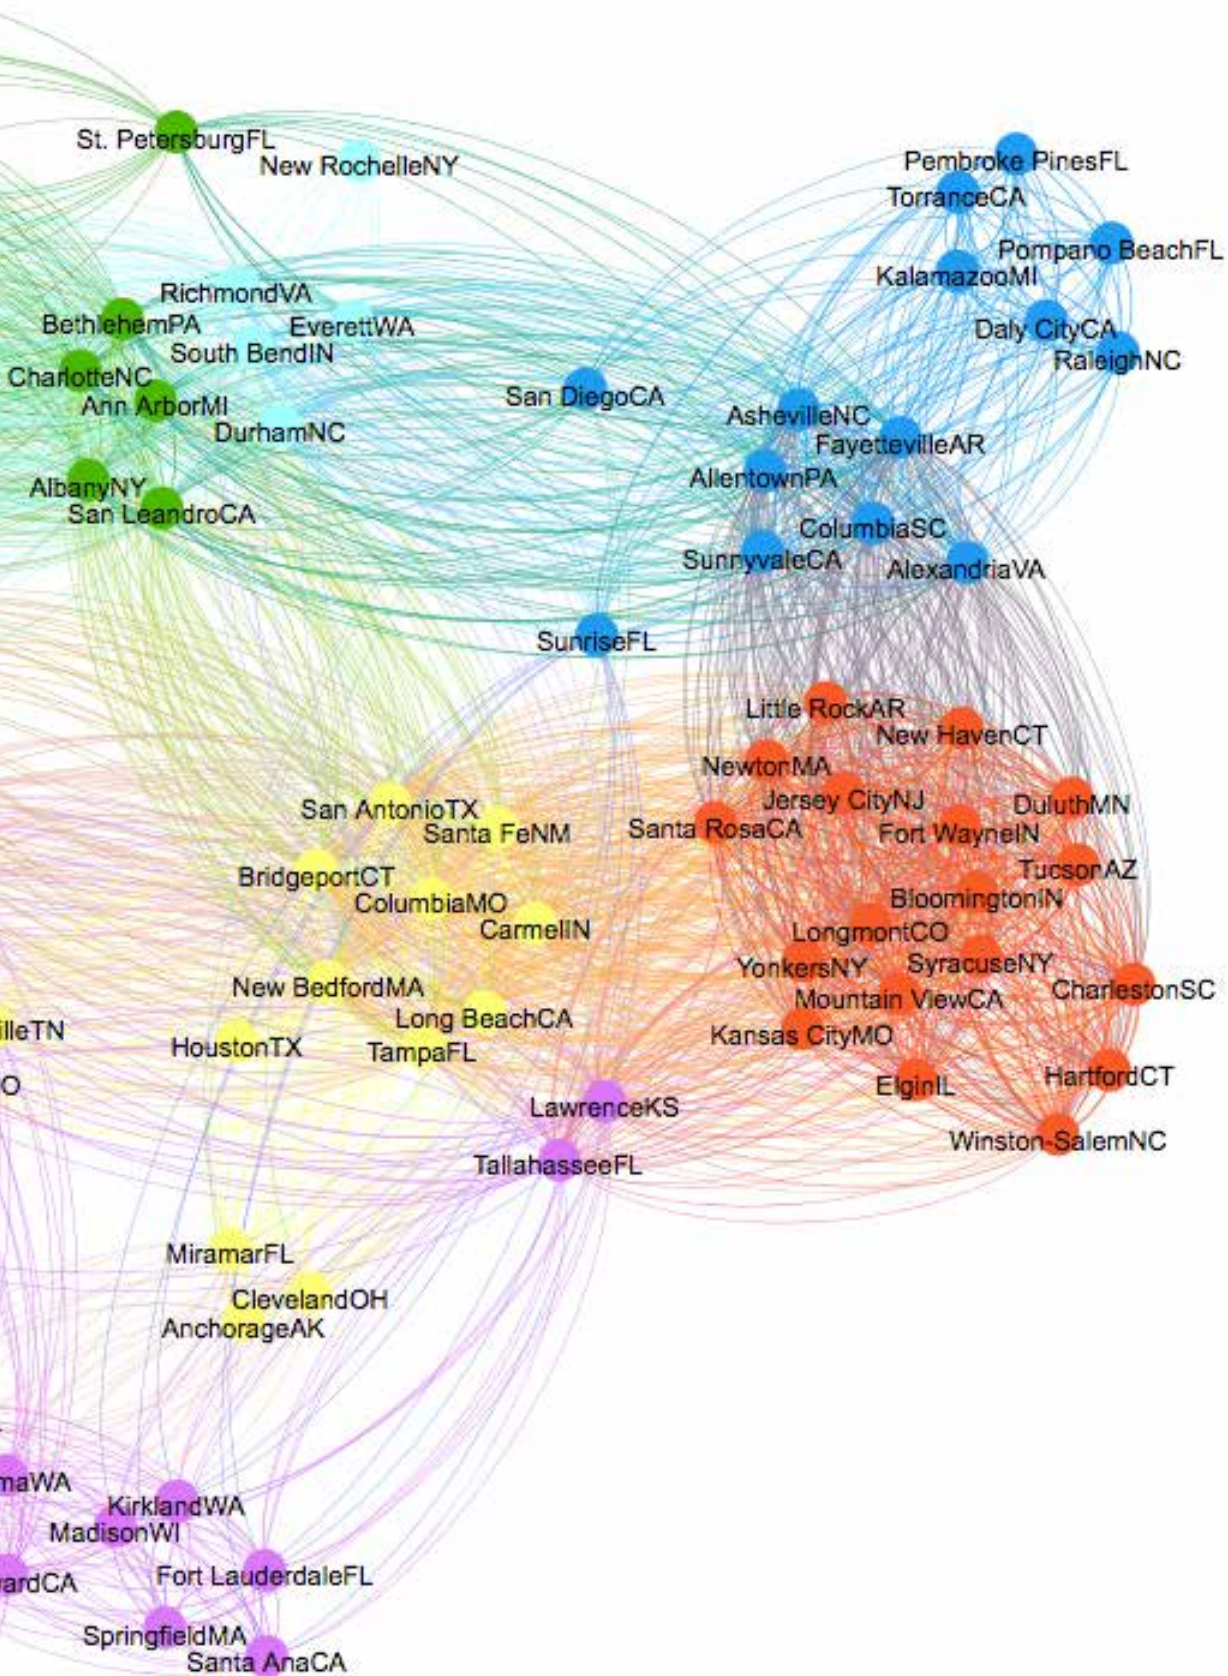 St. PetersburgFL
New RochelleNY
Pembroke PinesFL
TorranceCA
Pompano BeachFL
KalamazooMI
RichmondVA
BethlehemPA
EverettWA
Daly CityCA
South BendIN
RaleighNC
CharlotteNC
San DiegoCA
Ann ArborMI
AshevilleNC
DurhamNC
FayettevilleAR
AllentownPA
AlbanyNY
San LeandroCA
ColumbiaSC
SunnyvaleCA
AlexandriaVA
SunriseFL
Little RockAR
New HavenCT
NewtonMA
Jersey CityNJ
DuluthMN
San AntonioTX
Santa RosaCA
Santa FeNM
Fort WayneIN
TucsonAZ
BridgeportCT
BloomingtonIN
ColumbiaMO
CarmelIN
LongmontCO
YonkersNY
SyracuseNY
New BedfordMA
CharlestonSC
Mountain ViewCA
Long BeachCA
illeTN
Kansas CityMO
HoustonTX
TampaFL
HartfordCT
O
ElginIL
LawrenceKS
Winston-SalemNC
TallahasseeFL
MiramarFL
ClevelandOH
AnchorageAK
maWA
KirklandWA
MadisonWI
Fort LauderdaleFL
ardCA
SpringfieldMA
Santa AnaCA